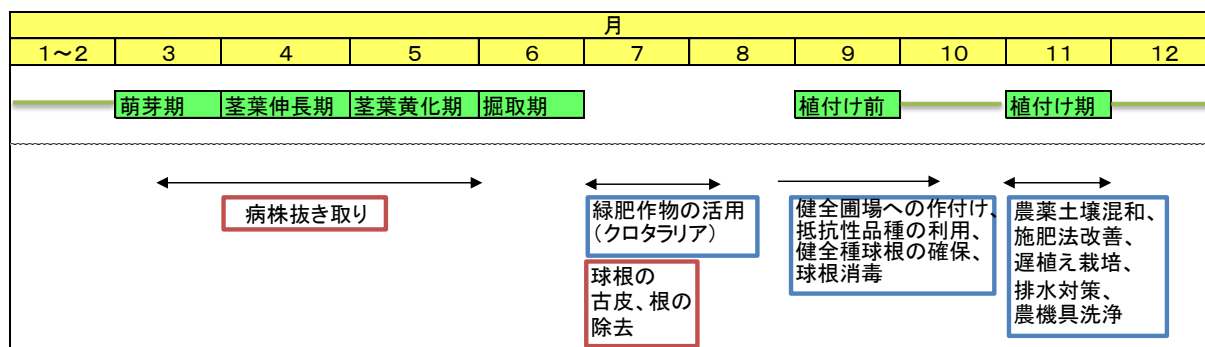 月
1～2 3 4 5 6 7 8 9 10 11 12
萌芽期 茎葉伸長期 茎葉黄化期 掘取期 植付け前 植付け期
病株抜き取り
緑肥作物の活用
（クロタラリア）
球根の
古皮、根の
除去
健全圃場への作付け、
抵抗性品種の利用、
健全種球根の確保、
球根消毒
農薬土壌混和、
施肥法改善、
遅植え栽培、
排水対策、
農機具洗浄